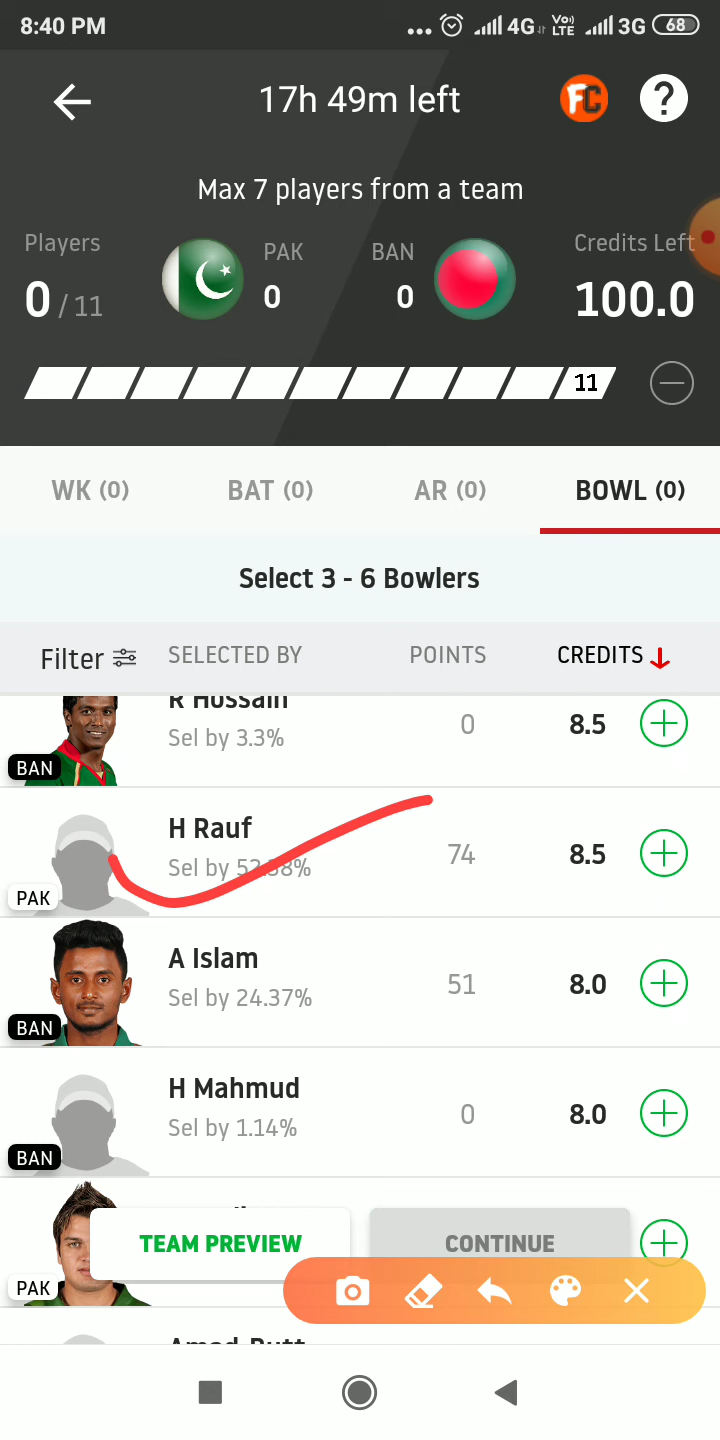 8:40 PM 4G VoLTE 3G 68
17h 49m left FC ?
Max 7 players from a team
Players PAK BAN Credits Left
0 / 11 0 0 100.0
11
WK (0) BAT (0) AR (0) BOWL (0)
Select 3 - 6 Bowlers
Filter SELECTED BY POINTS CREDITS
R Hossain
Sel by 3.3% 0 8.5
BAN
H Rauf
Sel by % 74 8.5
PAK
A Islam
Sel by 24.37% 51 8.0
BAN
H Mahmud
Sel by 1.14% 0 8.0
BAN
TEAM PREVIEW CONTINUE
PAK